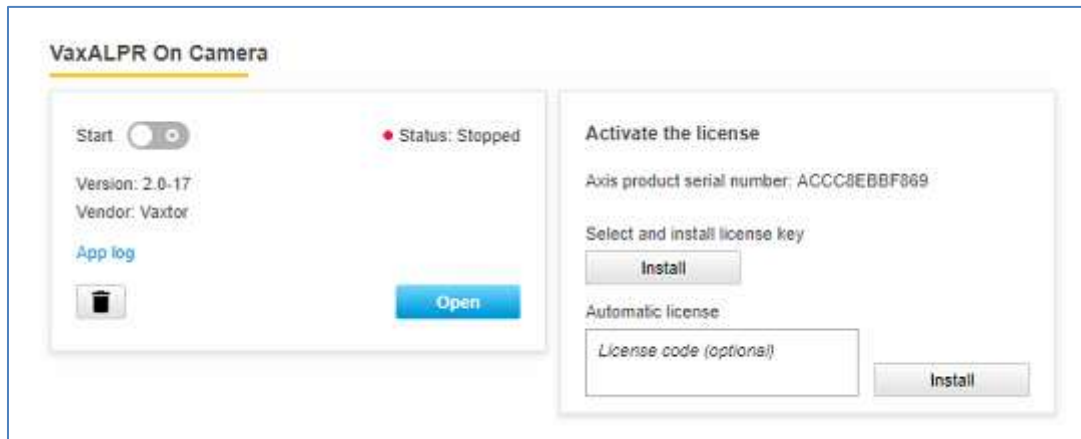 VaxALPR On Camera
Start
Status: Stopped
Version: 2.0-17
Vendor: Vaxtor
App log
Open
Activate the license
Axis product serial number: ACCC8EBBF869
Select and install license key
Install
Automatic license
License code (optional)
Install